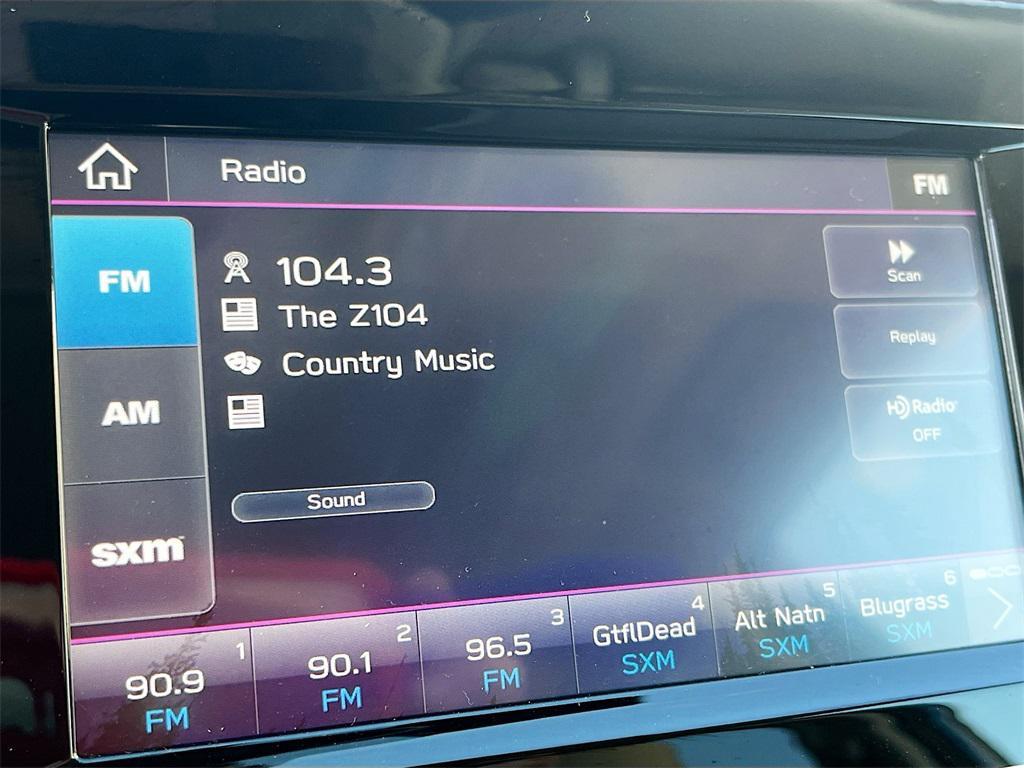 Radio
FM
FM
AM
sxm
104.3
The Z104
Country Music
Sound
Scan
Replay
HD Radio
OFF
1
90.9
FM
2
90.1
FM
3
96.5
FM
4
GtflDead
SXM
5
Alt Natn
SXM
6
Blugrass
SXM